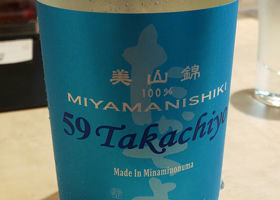 美山錦
100%
MIYAMANISHIKI
59 Takachiyo
Made In Minamiuonuma